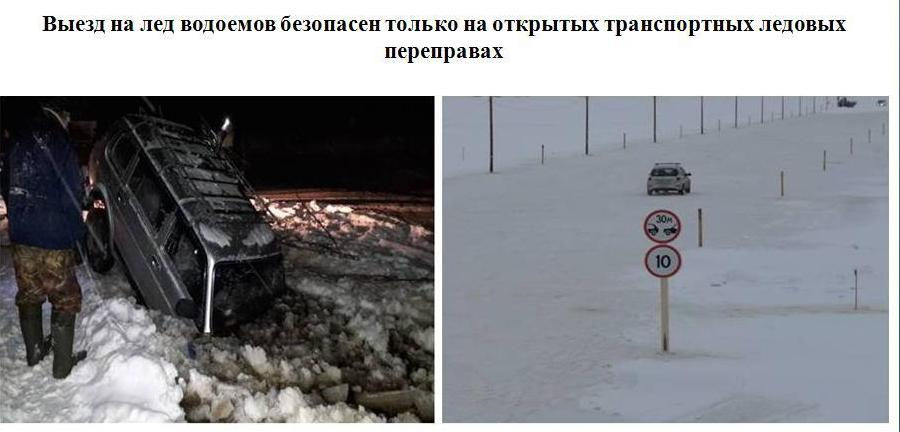 Выезд на лед водоемов безопасен только на открытых транспортных ледовых
переправах
30м
10